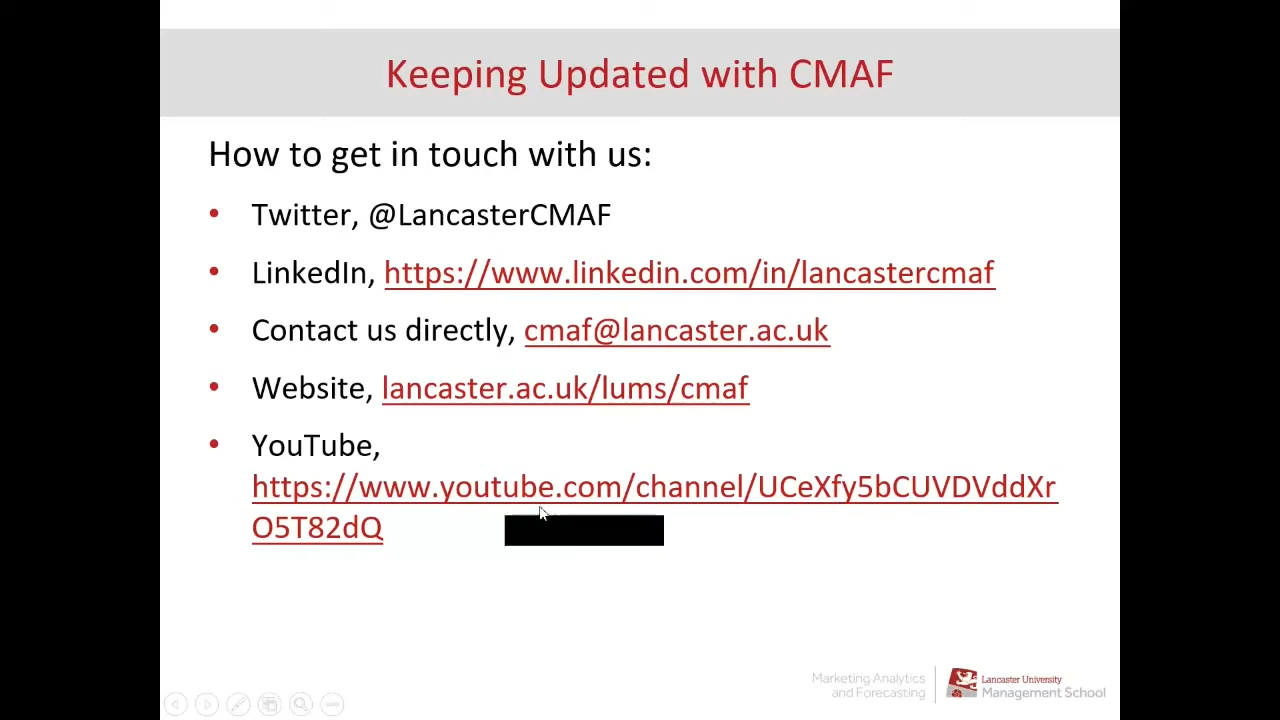 Keeping Updated with CMAF
How to get in touch with us:
• Twitter, @LancasterCMAF
• LinkedIn, https://www.linkedin.com/in/lancastercmaf
• Contact us directly, cmaf@lancaster.ac.uk
• Website, lancaster.ac.uk/lums/cmaf
• YouTube,
https://www.youtube.com/channel/UCeXfy5bCUVDVddXr
O5T82dQ
Marketing Analytics
and Forecasting
Lancaster University
Management School